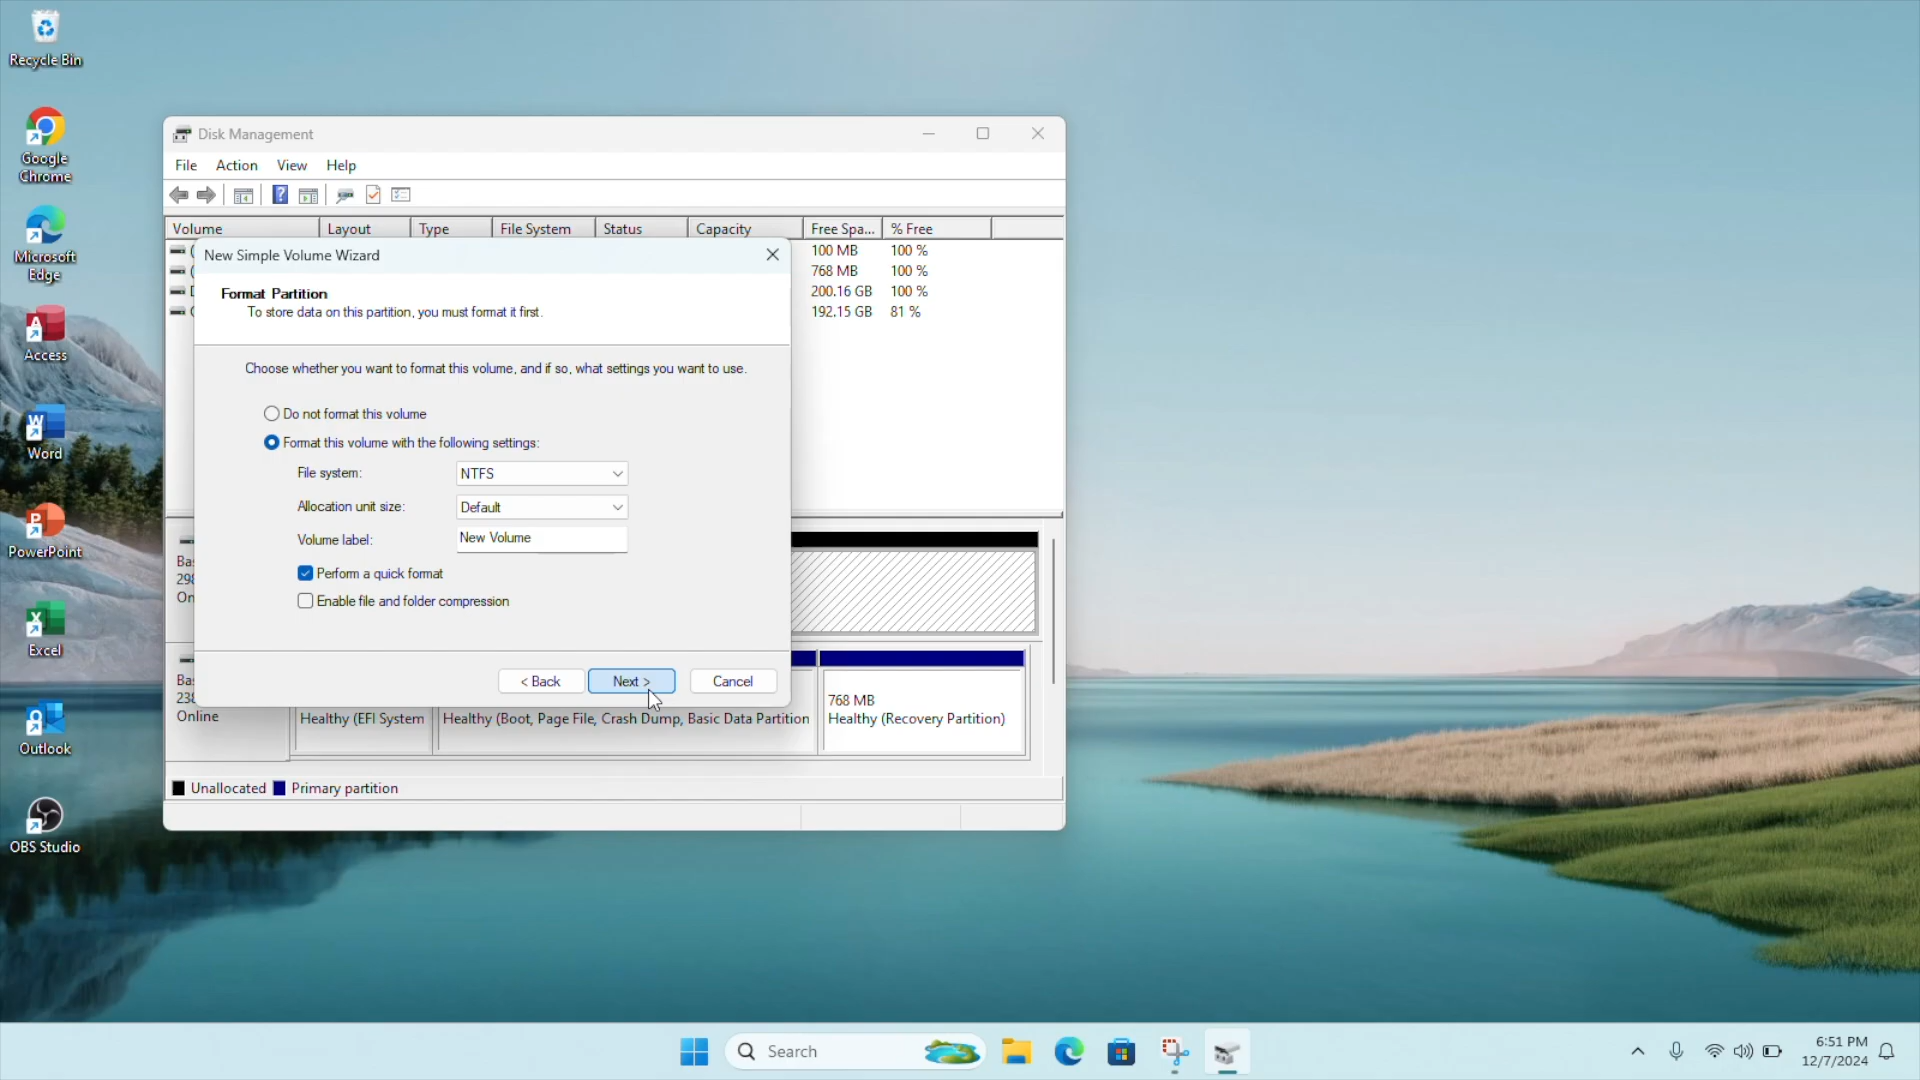 Recycle Bin
Google
Chrome
Microsoft
Edge
Access
Word
PowerPoint
Excel
Outlook
OBS Studio
Disk Management
File Action View Help
Volume Layout Type File System Status Capacity Free Spa... % Free
100 MB 100 %
768 MB 100 %
200.16 GB 100 %
192.15 GB 81 %
New Simple Volume Wizard
Format Partition
To store data on this partition, you must format it first.
Choose whether you want to format this volume, and if so, what settings you want to use.
Do not format this volume
Format this volume with the following settings:
File system: NTFS
Allocation unit size: Default
Volume label: New Volume
Perform a quick format
Enable file and folder compression
< Back Next > Cancel
Bas
298
On
Bas
238
Online
Healthy (EFI System
Healthy (Boot, Page File, Crash Dump, Basic Data Partition
768 MB
Healthy (Recovery Partition)
Unallocated Primary partition
Search
6:51 PM
12/7/2024